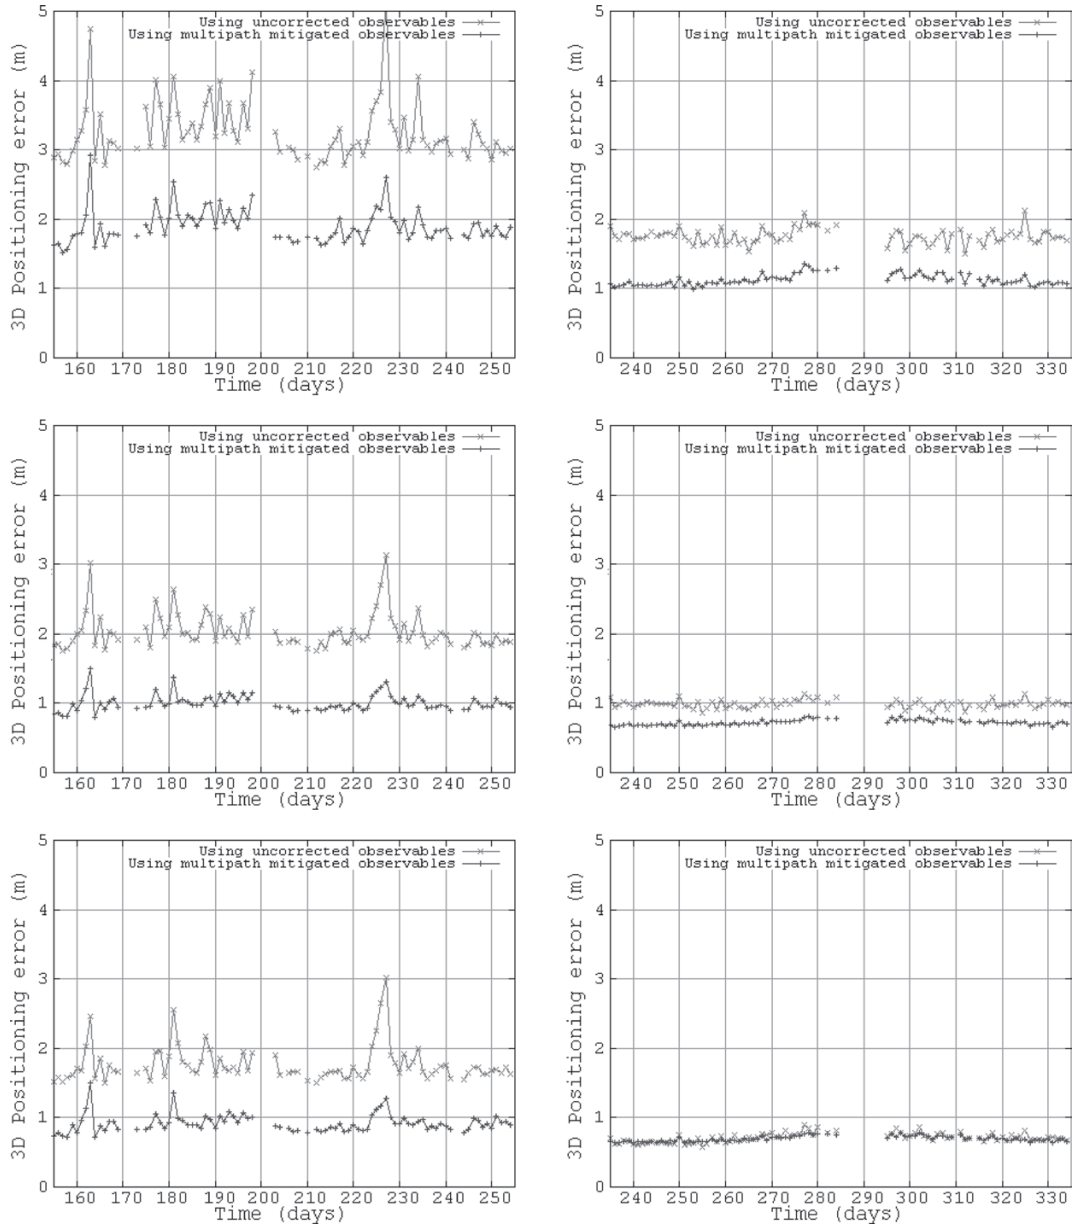 Using uncorrected observables
Using multipath mitigated observables
3D Positioning error (m)
5
4
3
2
1
0
160 170 180 190 200 210 220 230 240 250
Time (days)
Using uncorrected observables
Using multipath mitigated observables
3D Positioning error (m)
5
4
3
2
1
0
240 250 260 270 280 290 300 310 320 330
Time (days)
Using uncorrected observables
Using multipath mitigated observables
3D Positioning error (m)
5
4
3
2
1
0
160 170 180 190 200 210 220 230 240 250
Time (days)
Using uncorrected observables
Using multipath mitigated observables
3D Positioning error (m)
5
4
3
2
1
0
240 250 260 270 280 290 300 310 320 330
Time (days)
Using uncorrected observables
Using multipath mitigated observables
3D Positioning error (m)
5
4
3
2
1
0
160 170 180 190 200 210 220 230 240 250
Time (days)
Using uncorrected observables
Using multipath mitigated observables
3D Positioning error (m)
5
4
3
2
1
0
240 250 260 270 280 290 300 310 320 330
Time (days)